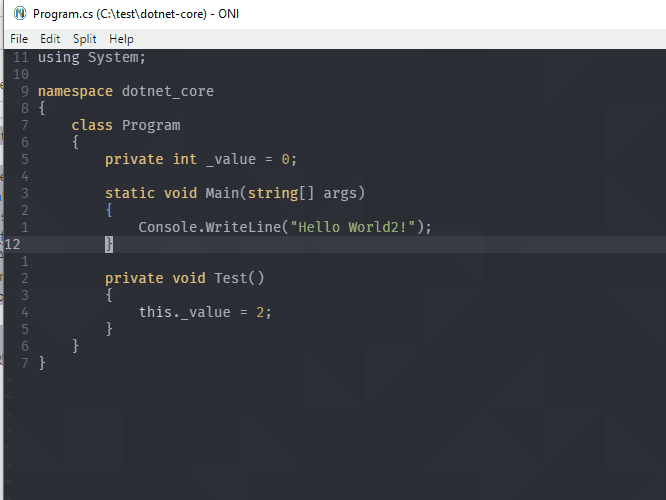 Program.cs (C:\test\dotnet-core) - ONI
File Edit Split Help
11 using System;
10
9 namespace dotnet_core
8 {
7 class Program
6 {
5 private int _value = 0;
4
3 static void Main(string[] args)
2 {
1 Console.WriteLine("Hello World2!");
12 }
1
2 private void Test()
3 {
4 this._value = 2;
5 }
6 }
7 }
~
~
~
~
~
~
~